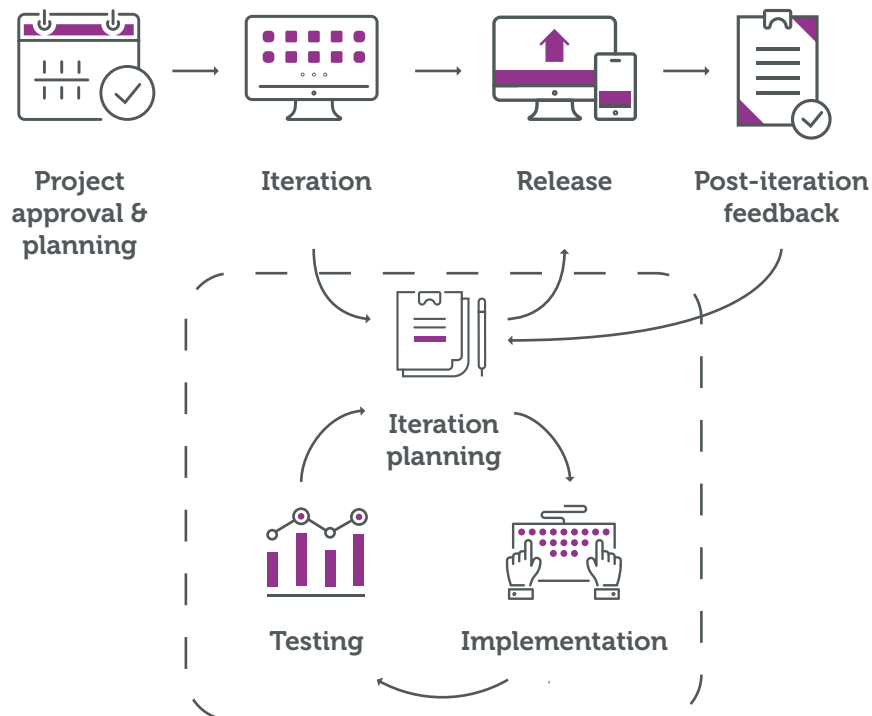 Project
approval &
planning
Iteration
Release
Post-iteration
feedback
Iteration
planning
Testing
Implementation